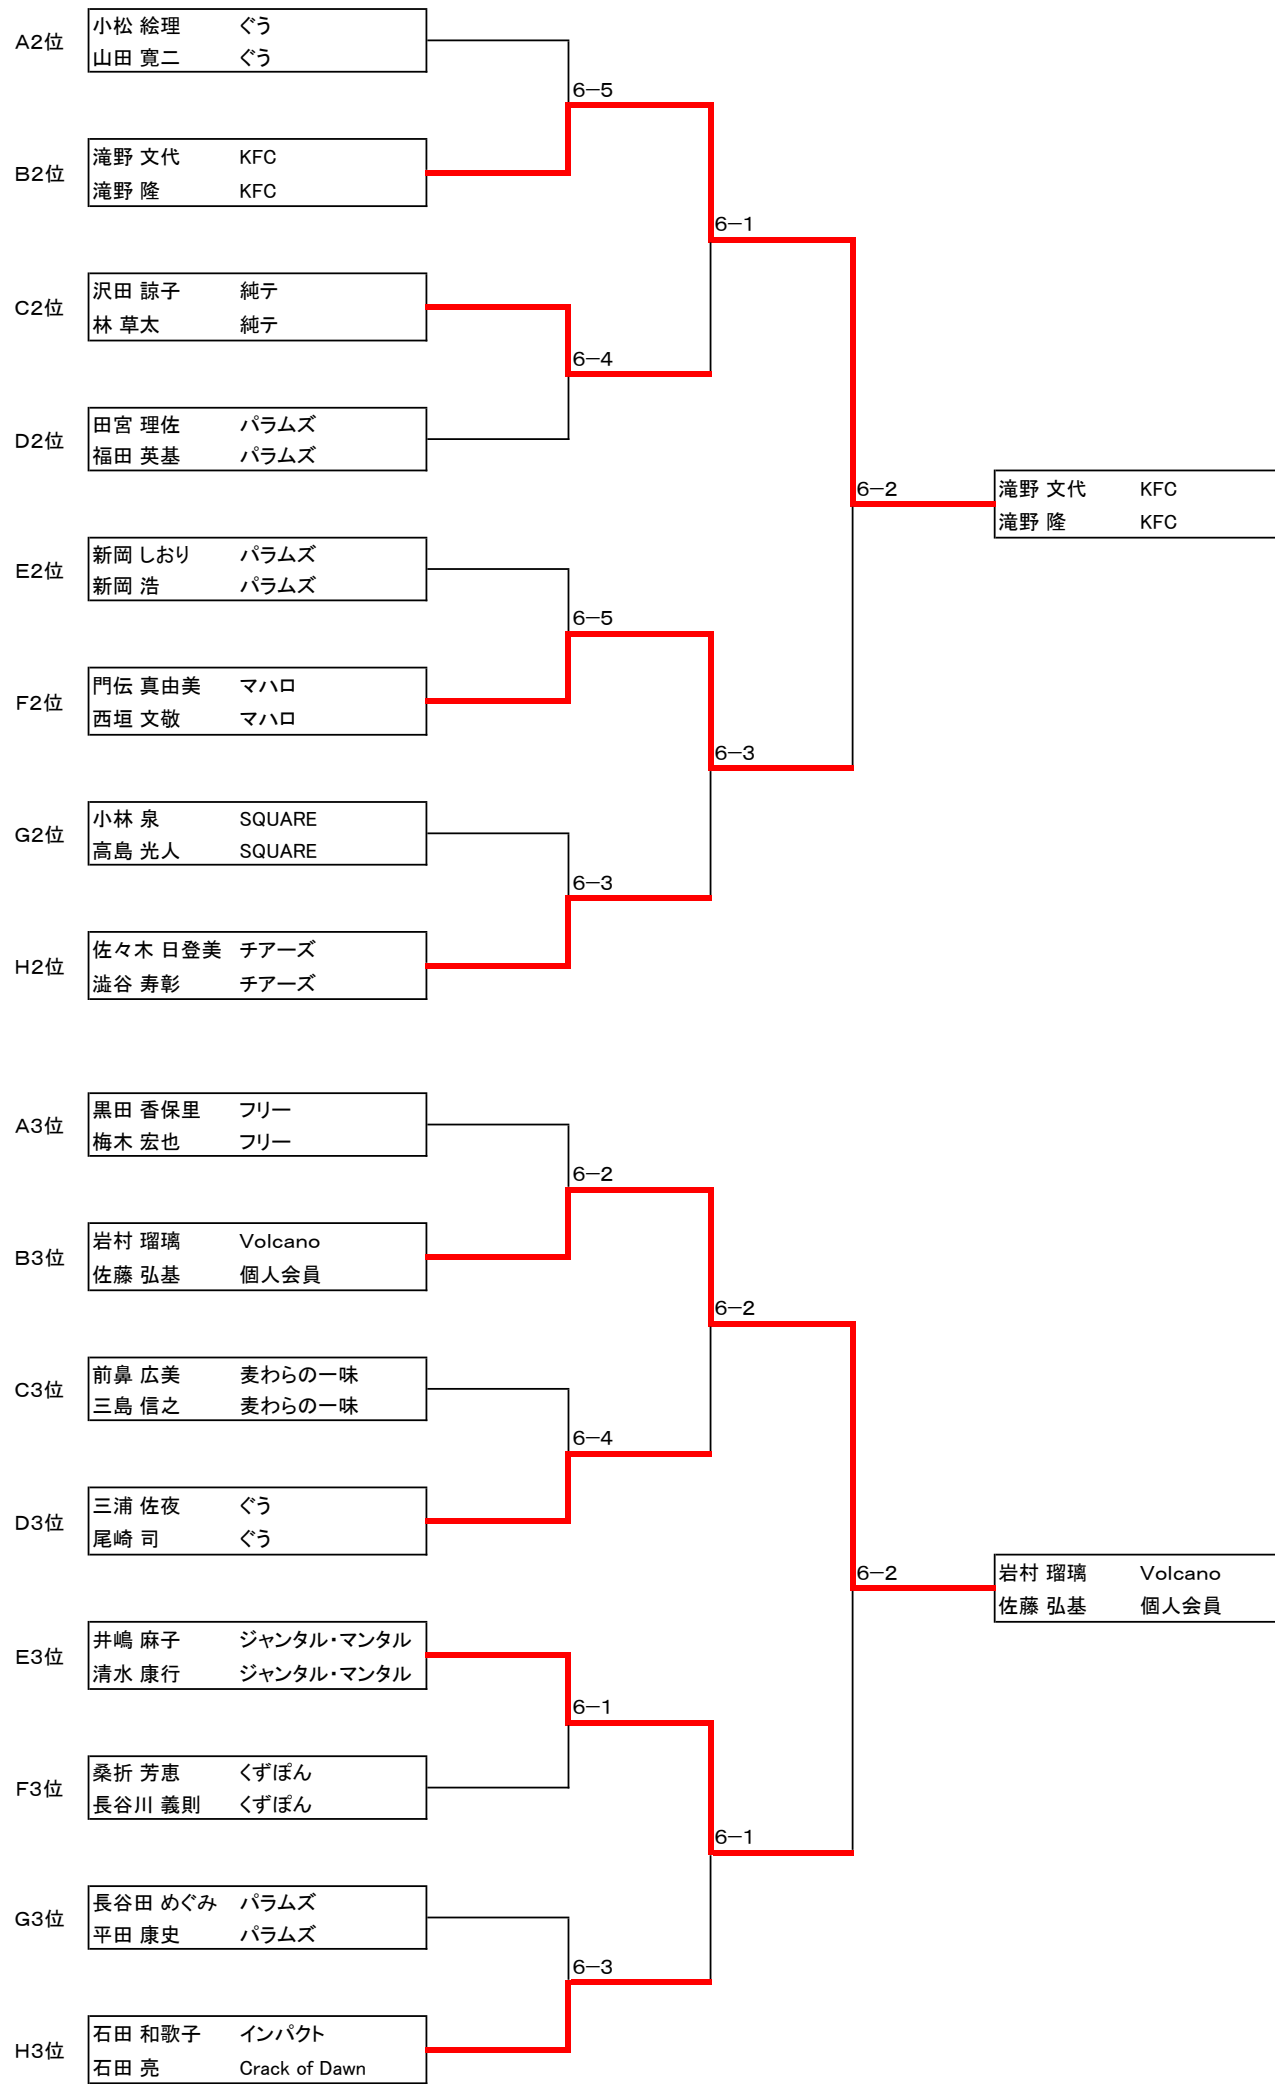 小松 絵理 ぐう
A2位
山田 寛二 ぐう
6－5
滝野 文代 KFC
B2位
滝野 隆 KFC
6－1
沢田 諒子 純テ
C2位
林 草太 純テ
6－4
田宮 理佐 パラムズ
D2位
福田 英基 パラムズ
6－2
滝野 文代 KFC
滝野 隆 KFC
新岡 しおり パラムズ
E2位
新岡 浩 パラムズ
6－5
門伝 真由美 マハロ
F2位
西垣 文敬 マハロ
6－3
小林 泉 SQUARE
G2位
高島 光人 SQUARE
6－3
佐々木 日登美 チアーズ
H2位
澁谷 寿彰 チアーズ
黒田 香保里 フリー
A3位
梅木 宏也 フリー
6－2
岩村 瑠璃 Volcano
B3位
佐藤 弘基 個人会員
6－2
前鼻 広美 麦わらの一味
C3位
三島 信之 麦わらの一味
6－4
三浦 佐夜 ぐう
D3位
尾崎 司 ぐう
6－2
岩村 瑠璃 Volcano
佐藤 弘基 個人会員
井嶋 麻子 ジャンタル・マンタル
E3位
清水 康行 ジャンタル・マンタル
6－1
桑折 芳恵 くずぽん
F3位
長谷川 義則 くずぽん
6－1
長谷田 めぐみ パラムズ
G3位
平田 康史 パラムズ
6－3
石田 和歌子 インパクト
H3位
石田 亮 Crack of Dawn